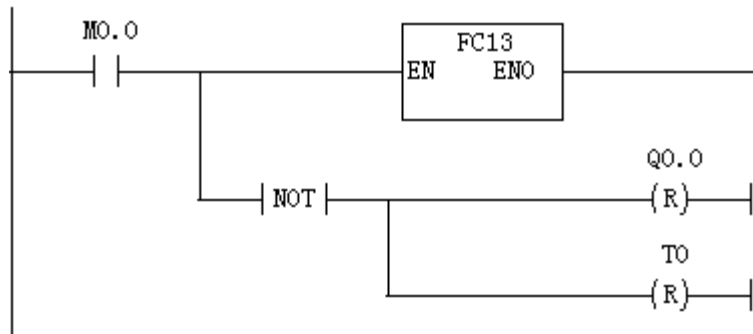 M0.0
FC13
EN ENO
Q0.0
NOT
(R)
T0
(R)